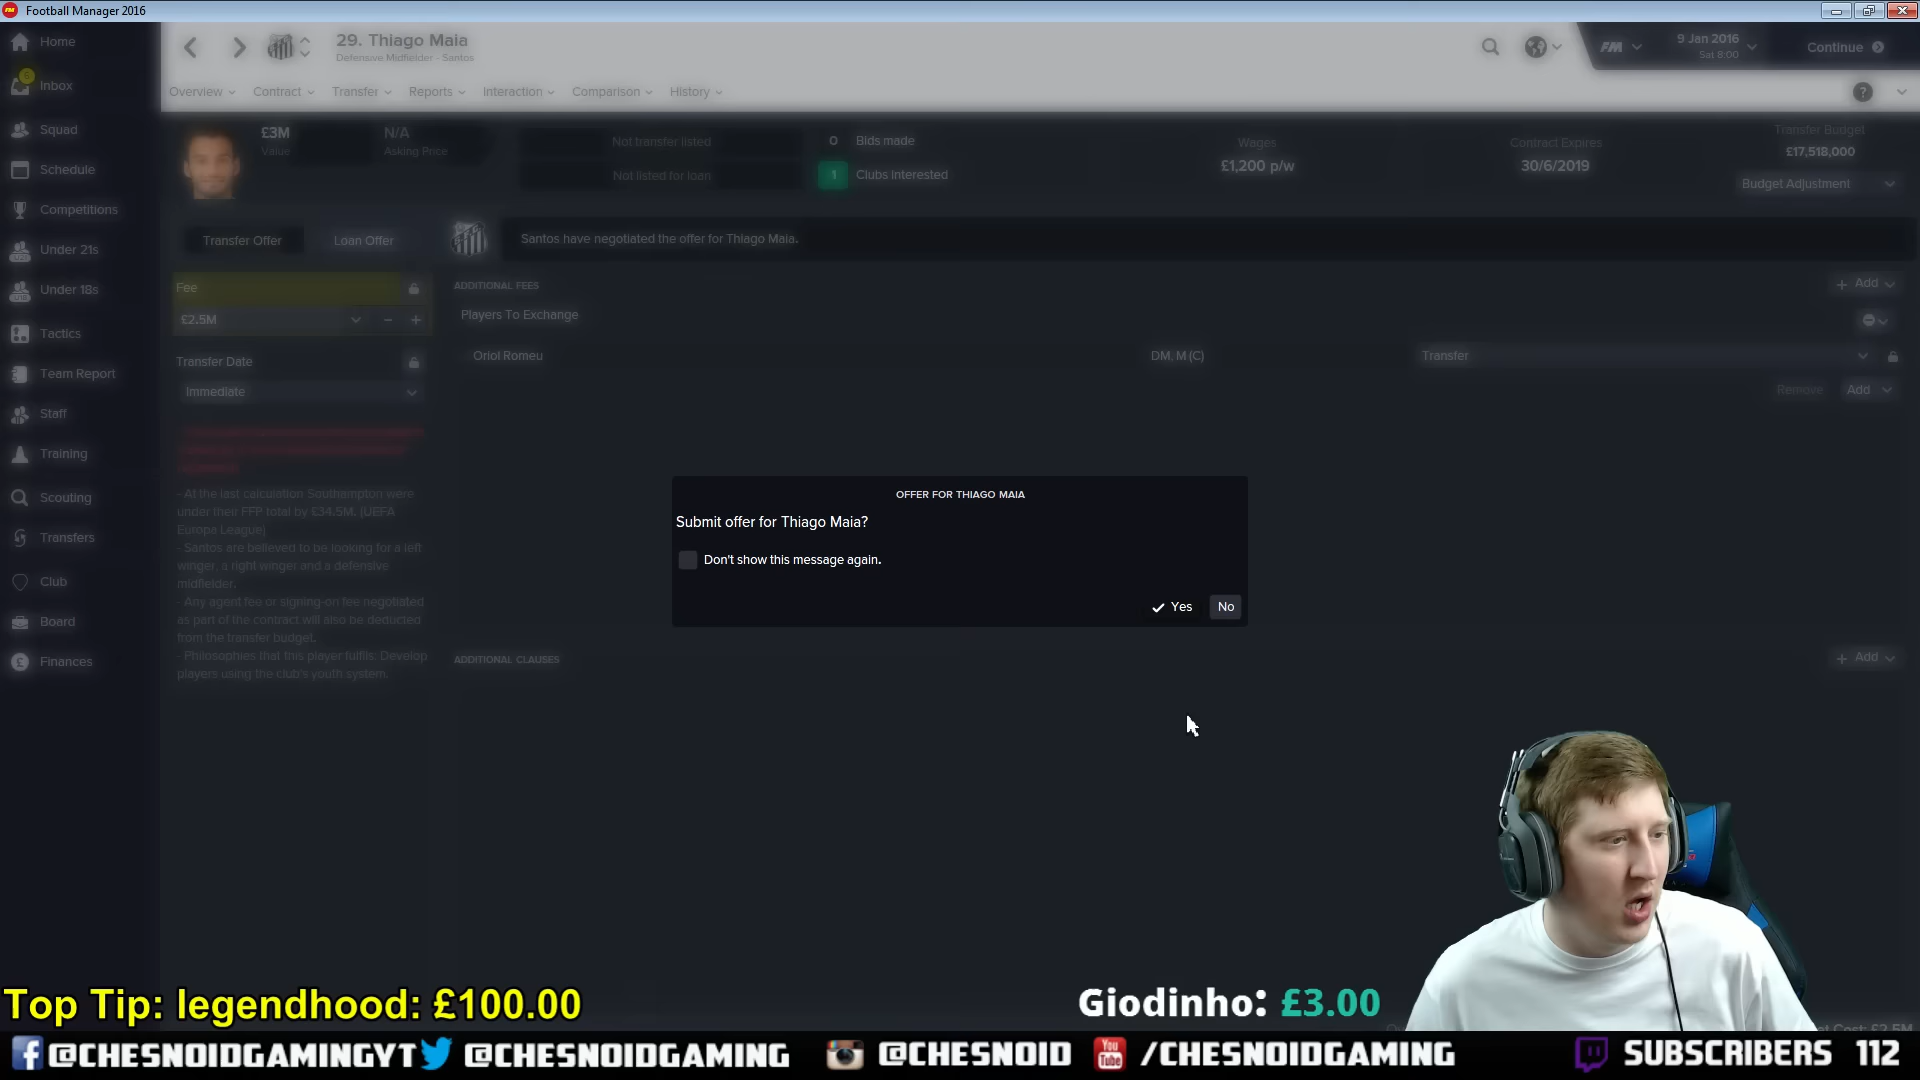 Football Manager 2016
Home
6
Inbox
Squad
Schedule
Competitions
Under 21s
Under 18s
Tactics
Team Report
Staff
Training
Scouting
Transfers
Club
Board
Finances
29. Thiago Maia
Defensive Midfielder - Santos
FM
9 Jan 2016
Sat 8:00
Continue
Overview
Contract
Transfer
Reports
Interaction
Comparison
History
?
£3M
Value
N/A
Asking Price
Not transfer listed
Not listed for loan
0 Bids made
1 Clubs Interested
Wages
£1,200 p/w
Contract Expires
30/6/2019
Transfer Budget
£17,518,000
Budget Adjustment
Transfer Offer
Loan Offer
Santos have negotiated the offer for Thiago Maia.
Fee
£2.5M
Transfer Date
Immediate
- At the last calculation Southampton were
under their FFP total by £34.5M. (UEFA
Europa League)
- Santos are believed to be looking for a left
winger, a right winger and a defensive
midfielder.
- Any agent fee or signing-on fee negotiated
as part of the contract will also be deducted
from the transfer budget.
- Philosophies that this player fulfils: Develop
players using the club's youth system.
ADDITIONAL FEES
+ Add
Players To Exchange
Oriol Romeu
DM, M (C)
Transfer
Remove
Add
OFFER FOR THIAGO MAIA
Submit offer for Thiago Maia?
Don't show this message again.
Yes
No
ADDITIONAL CLAUSES
+ Add
Cost: £2.5M
Top Tip: legendhood: £100.00
Giodinho: £3.00
@CHESNOIDGAMINGYT
@CHESNOIDGAMING
@CHESNOID
You Tube
/CHESNOIDGAMING
SUBSCRIBERS 112